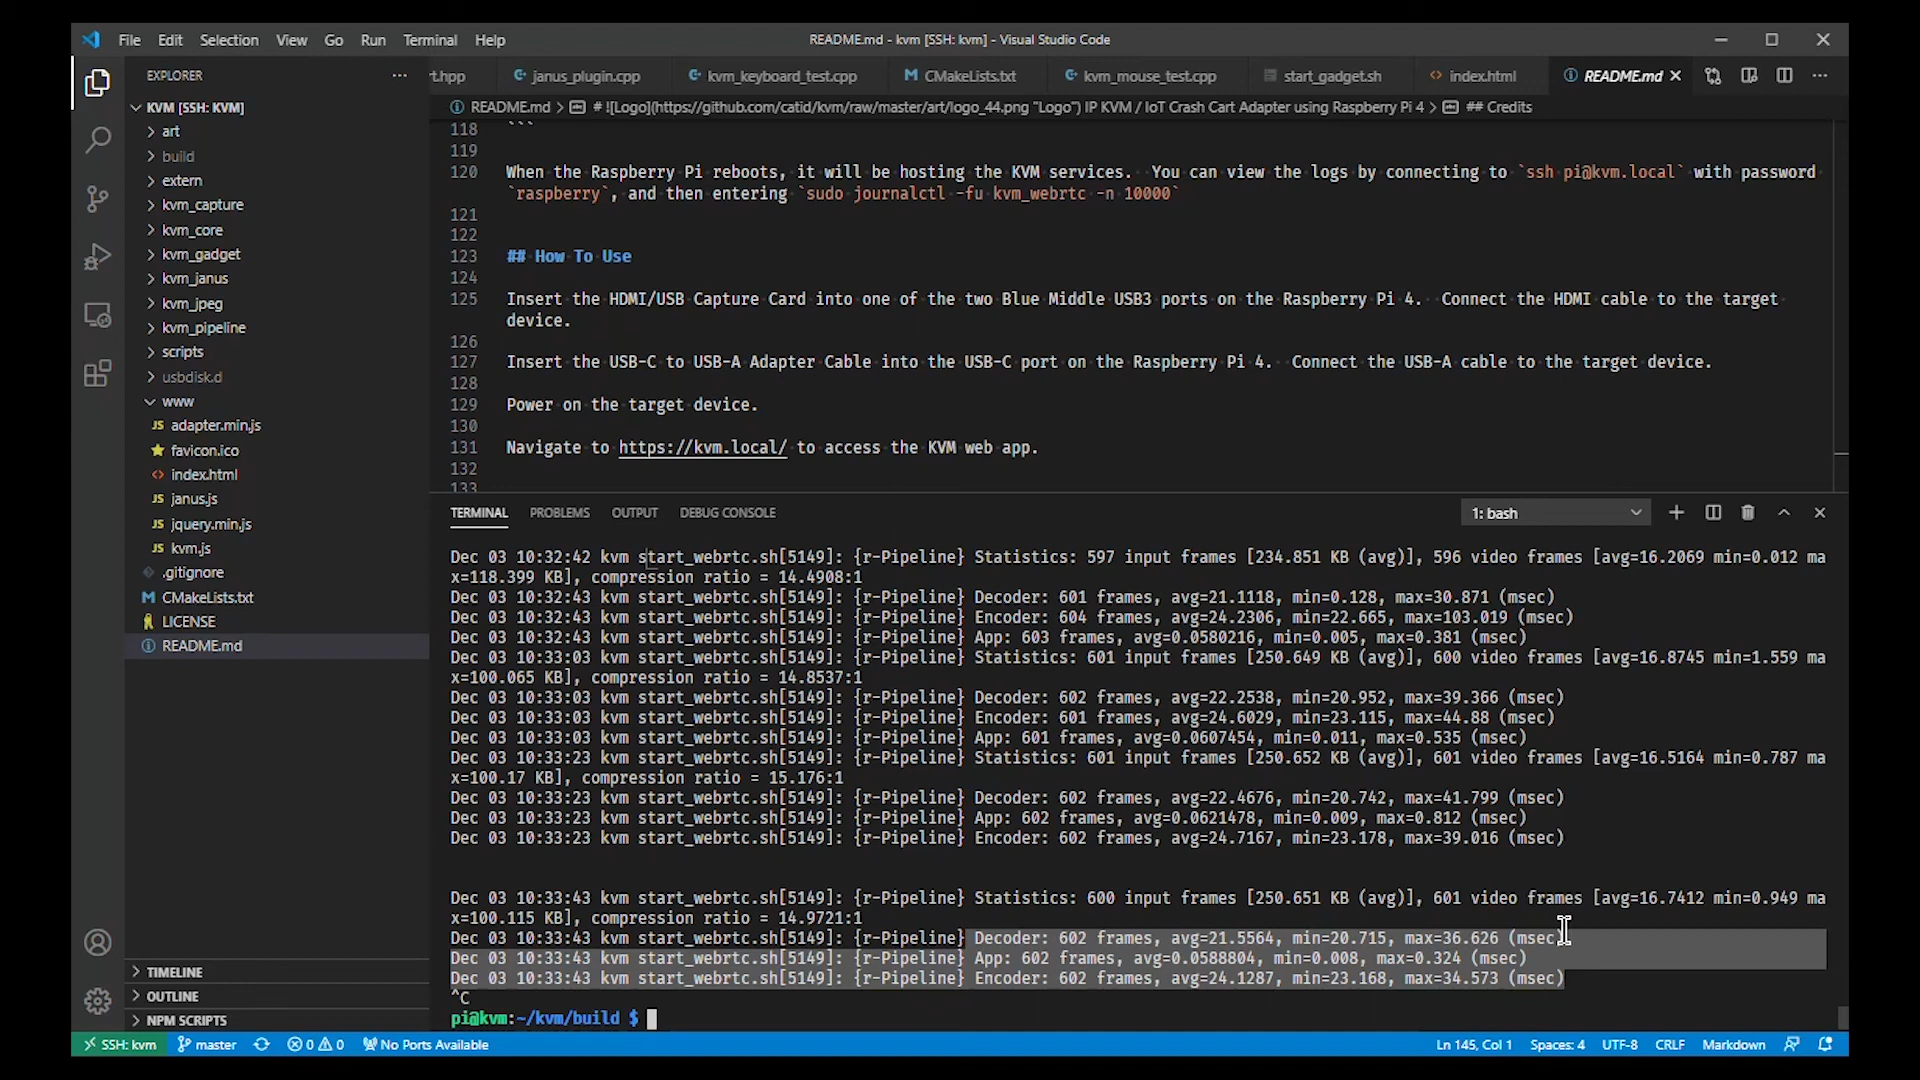 File Edit Selection View Go Run Terminal Help
README.md - kvm [SSH: kvm] - Visual Studio Code
EXPLORER
rt.hpp janus_plugin.cpp kvm_keyboard_test.cpp CMakeLists.txt kvm_mouse_test.cpp start_gadget.sh index.html README.md
README.md > # ![Logo](https://github.com/catid/kvm/raw/master/art/logo_44.png "Logo") IP KVM / IoT Crash Cart Adapter using Raspberry Pi 4 > ## Credits
KVM [SSH: KVM]
art
build
extern
kvm_capture
kvm_core
kvm_gadget
kvm_janus
kvm_jpeg
kvm_pipeline
scripts
usbdisk.d
www
JS adapter.min.js
favicon.ico
<> index.html
JS janus.js
JS jquery.min.js
JS kvm.js
.gitignore
M CMakeLists.txt
LICENSE
README.md
TIMELINE
OUTLINE
NPM SCRIPTS
118 ```
119
120 When the Raspberry Pi reboots, it will be hosting the KVM services.  You can view the logs by connecting to `ssh pi@kvm.local` with password
`raspberry`, and then entering `sudo journalctl -fu kvm_webrtc -n 10000`
121
122
123 ## How To Use
124
125 Insert the HDMI/USB Capture Card into one of the two Blue Middle USB3 ports on the Raspberry Pi 4.  Connect the HDMI cable to the target
device.
126
127 Insert the USB-C to USB-A Adapter Cable into the USB-C port on the Raspberry Pi 4.  Connect the USB-A cable to the target device.
128
129 Power on the target device.
130
131 Navigate to https://kvm.local/ to access the KVM web app.
132
133
TERMINAL PROBLEMS OUTPUT DEBUG CONSOLE 1: bash
Dec 03 10:32:42 kvm start_webrtc.sh[5149]: {r-Pipeline} Statistics: 597 input frames [234.851 KB (avg)], 596 video frames [avg=16.2069 min=0.012 ma
x=118.399 KB], compression ratio = 14.4908:1
Dec 03 10:32:43 kvm start_webrtc.sh[5149]: {r-Pipeline} Decoder: 601 frames, avg=21.1118, min=0.128, max=30.871 (msec)
Dec 03 10:32:43 kvm start_webrtc.sh[5149]: {r-Pipeline} Encoder: 604 frames, avg=24.2306, min=22.665, max=103.019 (msec)
Dec 03 10:32:43 kvm start_webrtc.sh[5149]: {r-Pipeline} App: 603 frames, avg=0.0580216, min=0.005, max=0.381 (msec)
Dec 03 10:33:03 kvm start_webrtc.sh[5149]: {r-Pipeline} Statistics: 601 input frames [250.649 KB (avg)], 600 video frames [avg=16.8745 min=1.559 ma
x=100.065 KB], compression ratio = 14.8537:1
Dec 03 10:33:03 kvm start_webrtc.sh[5149]: {r-Pipeline} Decoder: 602 frames, avg=22.2538, min=20.952, max=39.366 (msec)
Dec 03 10:33:03 kvm start_webrtc.sh[5149]: {r-Pipeline} Encoder: 601 frames, avg=24.6029, min=23.115, max=44.88 (msec)
Dec 03 10:33:03 kvm start_webrtc.sh[5149]: {r-Pipeline} App: 601 frames, avg=0.0607454, min=0.011, max=0.535 (msec)
Dec 03 10:33:23 kvm start_webrtc.sh[5149]: {r-Pipeline} Statistics: 601 input frames [250.652 KB (avg)], 601 video frames [avg=16.5164 min=0.787 ma
x=100.17 KB], compression ratio = 15.176:1
Dec 03 10:33:23 kvm start_webrtc.sh[5149]: {r-Pipeline} Decoder: 602 frames, avg=22.4676, min=20.742, max=41.799 (msec)
Dec 03 10:33:23 kvm start_webrtc.sh[5149]: {r-Pipeline} App: 602 frames, avg=0.0621478, min=0.009, max=0.812 (msec)
Dec 03 10:33:23 kvm start_webrtc.sh[5149]: {r-Pipeline} Encoder: 602 frames, avg=24.7167, min=23.178, max=39.016 (msec)
Dec 03 10:33:43 kvm start_webrtc.sh[5149]: {r-Pipeline} Statistics: 600 input frames [250.651 KB (avg)], 601 video frames [avg=16.7412 min=0.949 ma
x=100.115 KB], compression ratio = 14.9721:1
Dec 03 10:33:43 kvm start_webrtc.sh[5149]: {r-Pipeline} Decoder: 602 frames, avg=21.5564, min=20.715, max=36.626 (msec)
Dec 03 10:33:43 kvm start_webrtc.sh[5149]: {r-Pipeline} App: 602 frames, avg=0.0588804, min=0.008, max=0.324 (msec)
Dec 03 10:33:43 kvm start_webrtc.sh[5149]: {r-Pipeline} Encoder: 602 frames, avg=24.1287, min=23.168, max=34.573 (msec)
^C
pi@kvm:~/kvm/build $
SSH: kvm master 0 0 No Ports Available Ln 145, Col 1 Spaces: 4 UTF-8 CRLF Markdown